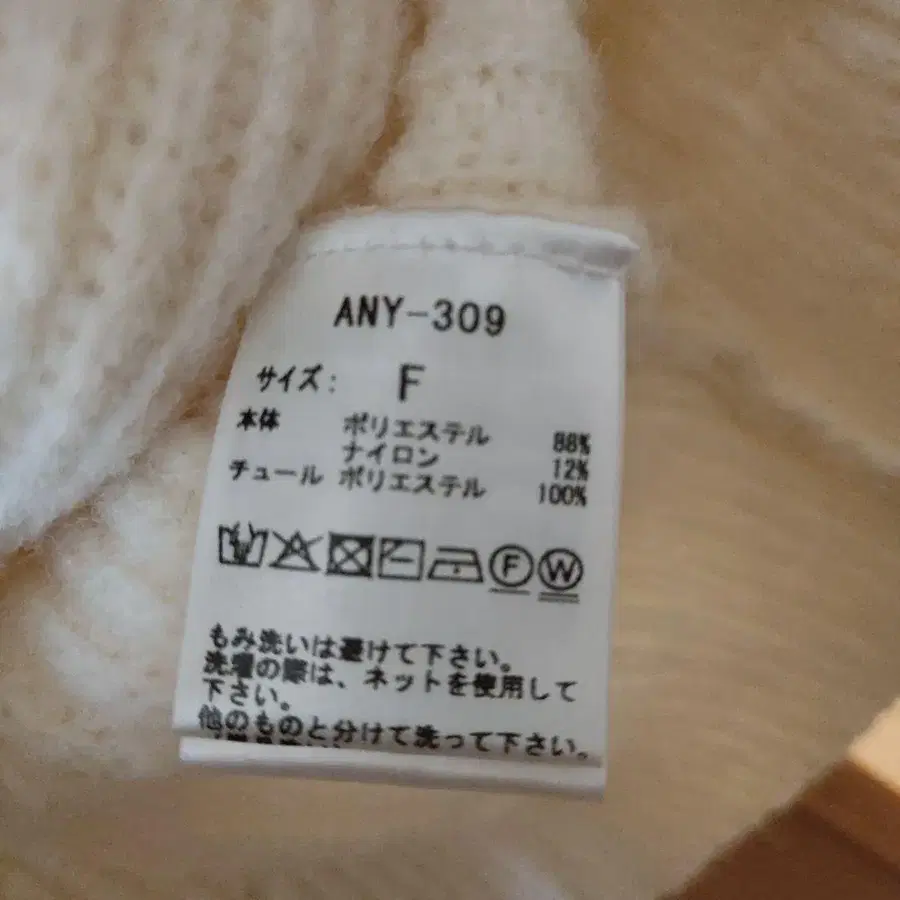 ANY-309
サイズ: F
本体 ポリエステル 88%
ナイロン 12%
チュール ポリエステル 100%
F W
もみ洗いは避けて下さい。
洗濯の際は、ネットを使用して
下さい。
他のものと分けて洗って下さい。